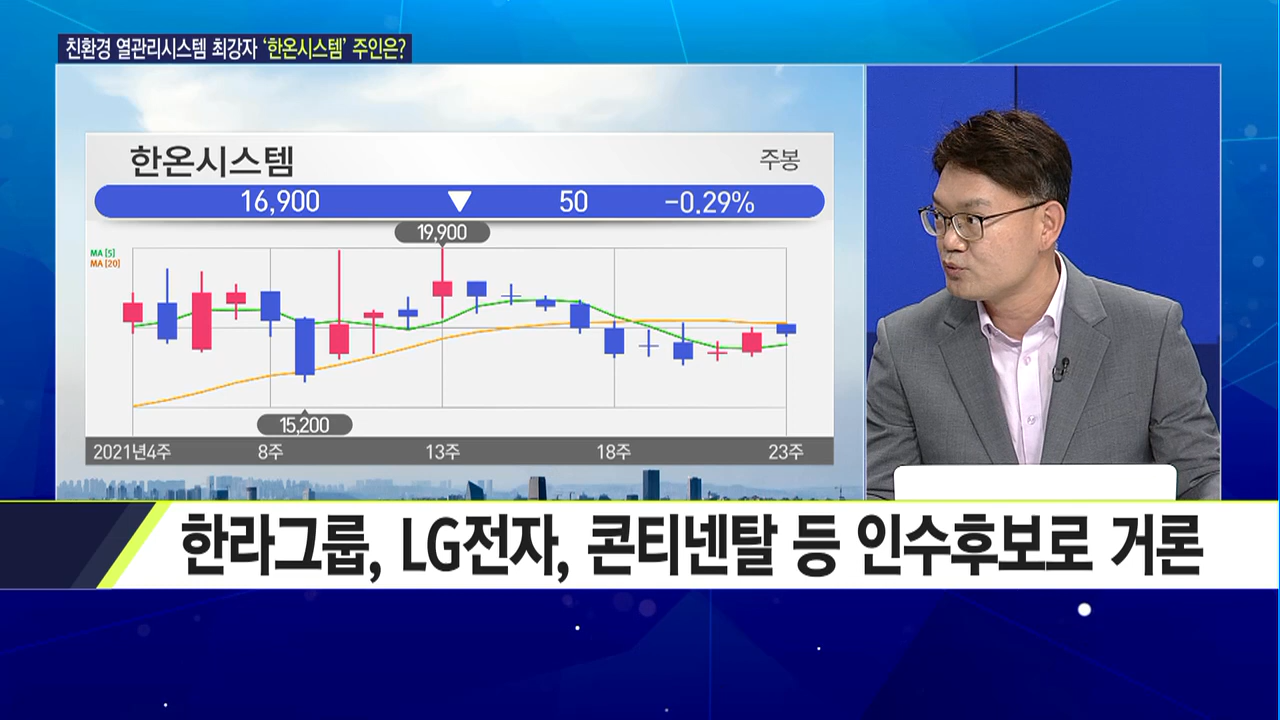 친환경 열관리시스템 최강자 '한온시스템' 주인은?
한온시스템
주봉
16,900 ▼ 50 -0.29%
19,900
MA [5]
MA [20]
15,200
2021년4주 8주 13주 18주 23주
한라그룹, LG전자, 콘티넨탈 등 인수후보로 거론